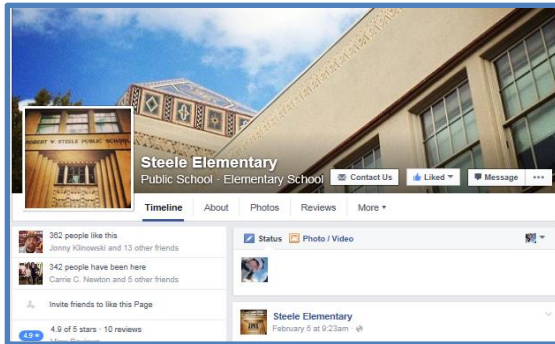 ROBERT W STEELE PUBLIC SCHOOL
Steele Elementary
Public School · Elementary School
Contact Us
Liked
Message
Timeline About Photos Reviews More
362 people like this
Jonny Klinowski and 13 other friends
342 people have been here
Carrie C. Newton and 5 other friends
Invite friends to like this Page
4.9 of 5 stars · 10 reviews
4.9
View Reviews
Status Photo / Video
Steele Elementary
February 5 at 9:23am ·